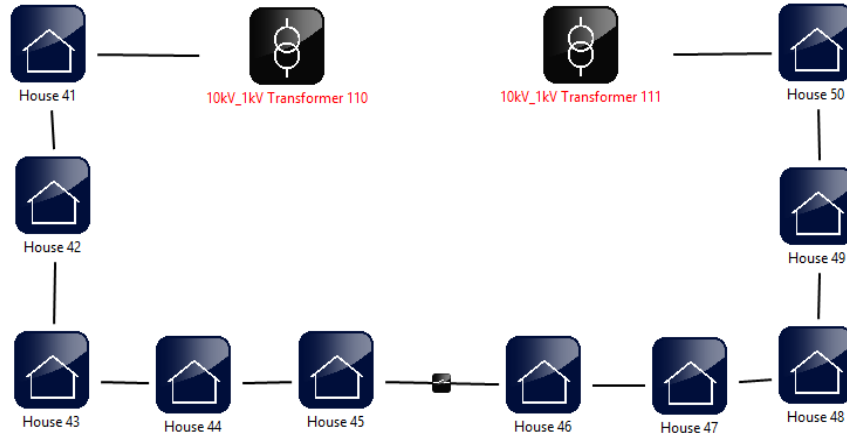 House 41
10kV_1kV Transformer 110
10kV_1kV Transformer 111
House 50
House 42
House 49
House 43
House 44
House 45
House 46
House 47
House 48